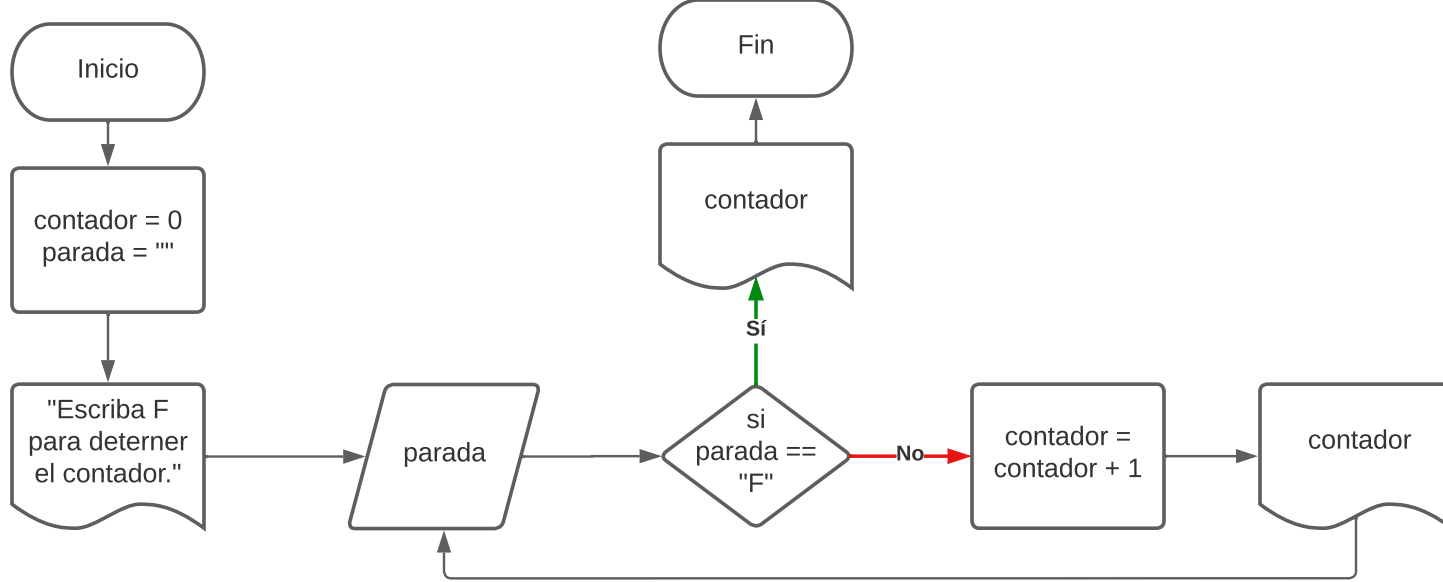 Inicio
contador = 0
parada = ""
"Escriba F
para deterner
el contador."
parada
si
parada ==
"F"
Sí
contador
Fin
No
contador =
contador + 1
contador